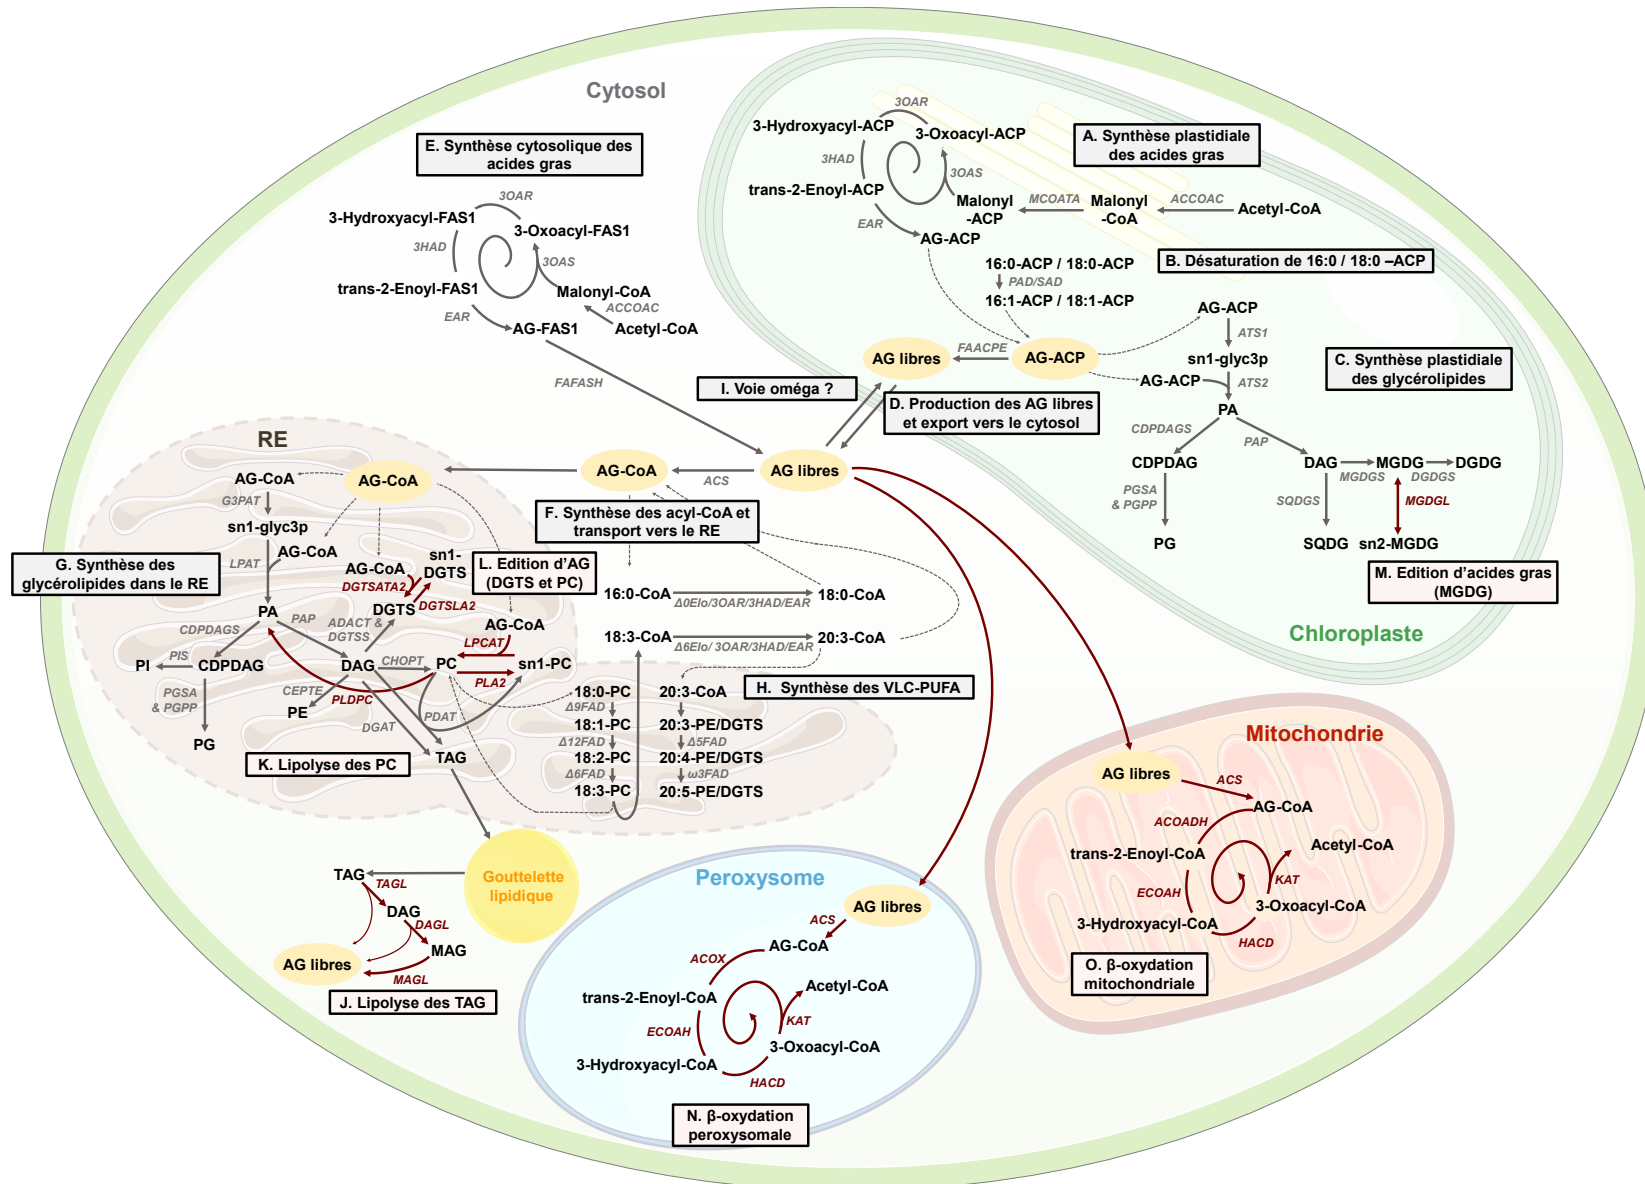 Cytosol
E. Synthèse cytosolique des
acides gras
3OAR
3-Hydroxyacyl-FAS1
3-Oxoacyl-FAS1
3HAD
3OAS
trans-2-Enoyl-FAS1
Malonyl-CoA
ACCOAC
EAR
AG-FAS1
Acetyl-CoA
FAFASH
3OAR
3-Hydroxyacyl-ACP
3-Oxoacyl-ACP
A. Synthèse plastidiale
des acides gras
3HAD
3OAS
trans-2-Enoyl-ACP
Malonyl
-ACP
MCOATA
Malonyl
-CoA
ACCOAC
Acetyl-CoA
EAR
AG-ACP
B. Désaturation de 16:0 / 18:0 –ACP
16:0-ACP / 18:0-ACP
PAD/SAD
16:1-ACP / 18:1-ACP
AG-ACP
ATS1
AG libres
FAACPE
AG-ACP
sn1-glyc3p
C. Synthèse plastidiale
des glycérolipides
AG-ACP
ATS2
PA
I. Voie oméga ?
D. Production des AG libres
et export vers le cytosol
CDPDAGS
PAP
CDPDAG
DAG
MGDGS
MGDG
DGDGS
DGDG
PGSA
& PGPP
SQDGS
MGDGL
PG
SQDG
sn2-MGDG
M. Edition d'acides gras
(MGDG)
Chloroplaste
RE
AG-CoA
AG-CoA
AG-CoA
ACS
AG libres
G3PAT
sn1-glyc3p
F. Synthèse des acyl-CoA et
transport vers le RE
G. Synthèse des
glycérolipides dans le RE
LPAT
AG-CoA
AG-CoA
sn1-
DGTS
L. Edition d'AG
(DGTS et PC)
DGTSATA2
DGTSLA2
DGTS
PA
CDPDAGS
PAP
ADACT &
DGTSS
AG-CoA
LPCAT
PI
PIS
CDPDAG
DAG
CHOPT
PC
sn1-PC
PLA2
PLDPC
PGSA
& PGPP
CEPTE
PE
PDAT
DGAT
PG
TAG
K. Lipolyse des PC
16:0-CoA
Δ0Elo/3OAR/3HAD/EAR
18:0-CoA
18:3-CoA
Δ6Elo/ 3OAR/3HAD/EAR
20:3-CoA
H. Synthèse des VLC-PUFA
18:0-PC
20:3-CoA
Δ9FAD
18:1-PC
20:3-PE/DGTS
Δ12FAD
Δ5FAD
18:2-PC
20:4-PE/DGTS
Δ6FAD
ω3FAD
18:3-PC
20:5-PE/DGTS
Gouttelette
lipidique
TAG
TAGL
DAG
DAGL
MAG
AG libres
MAGL
J. Lipolyse des TAG
Peroxysome
AG libres
ACS
AG-CoA
ACOX
trans-2-Enoyl-CoA
Acetyl-CoA
ECOAH
KAT
3-Oxoacyl-CoA
3-Hydroxyacyl-CoA
HACD
N. β-oxydation
peroxysomale
Mitochondrie
AG libres
ACS
AG-CoA
ACOADH
trans-2-Enoyl-CoA
Acetyl-CoA
ECOAH
KAT
3-Oxoacyl-CoA
3-Hydroxyacyl-CoA
HACD
O. β-oxydation
mitochondriale